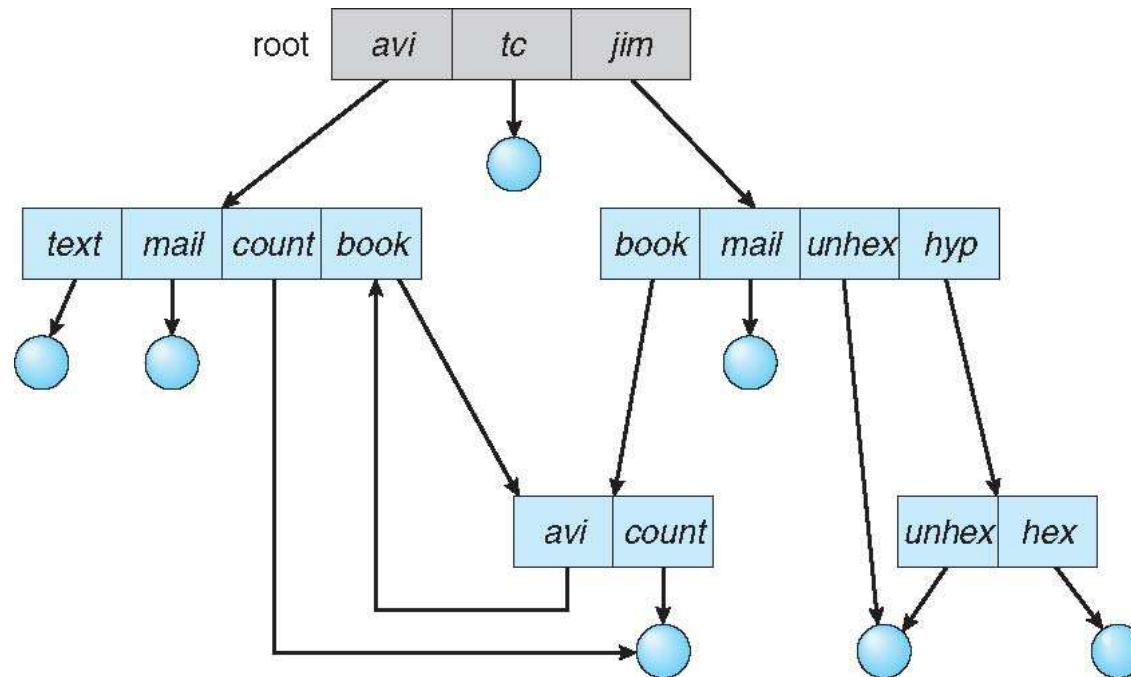 root avi tc jim
text mail count book book mail unhex hyp
avi count unhex hex